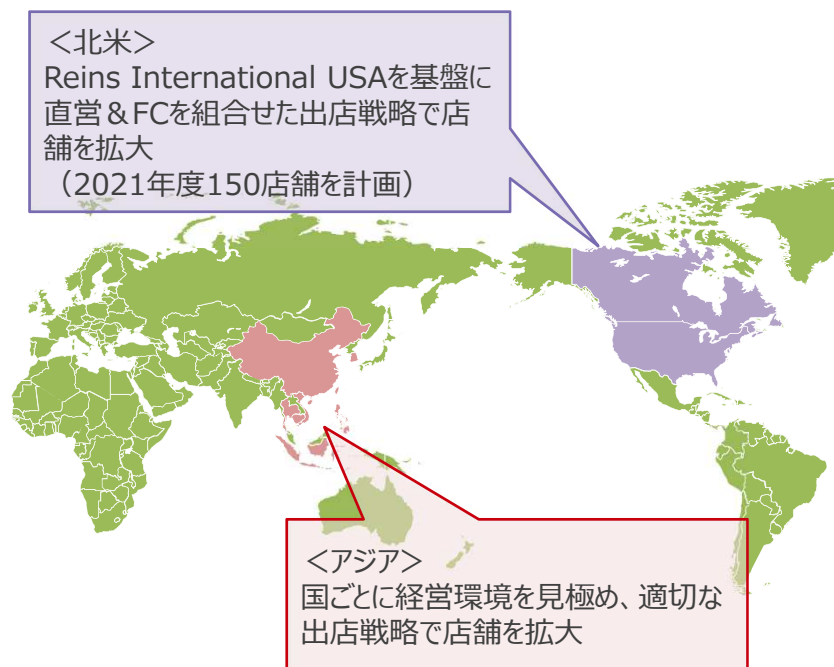 ＜北米＞
Reins International USAを基盤に
直営＆FCを組合せた出店戦略で店
舗を拡大
（2021年度150店舗を計画）
＜アジア＞
国ごとに経営環境を見極め、適切な
出店戦略で店舗を拡大